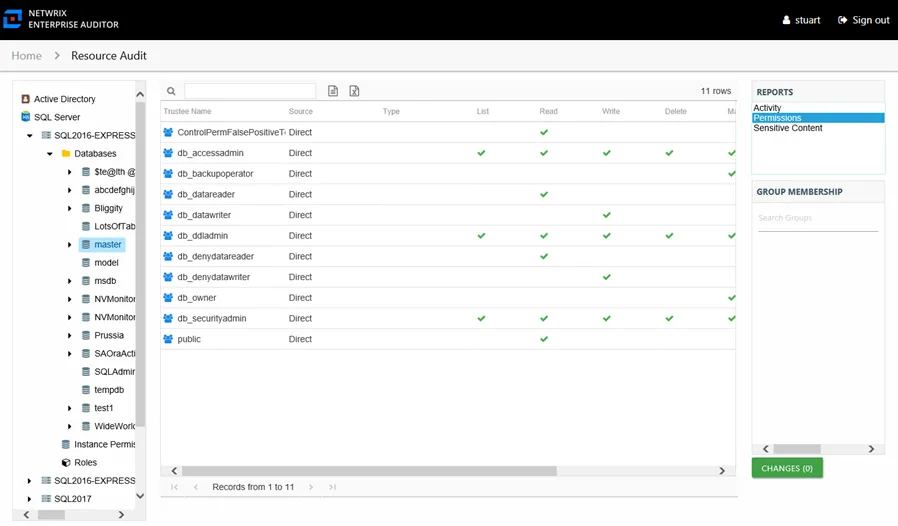 NETWRIX
ENTERPRISE AUDITOR
stuart
Sign out
Home > Resource Audit
Active Directory
SQL Server
SQL2016-EXPRESS
Databases
$te@lth @
abcdefghij
Bliggity
LotsOfTab
master
model
msdb
NVMonitor
NVMonitor
Prussia
SAOraActi
SQLAdmin
tempdb
test1
WideWorld
Instance Permis
Roles
SQL2016-EXPRESS
SQL2017
11 rows
Trustee Name Source Type List Read Write Delete Ma
ControlPermFalsePositiveT Direct
db_accessadmin Direct
db_backupoperator Direct
db_datareader Direct
db_datawriter Direct
db_ddladmin Direct
db_denydatareader Direct
db_denydatawriter Direct
db_owner Direct
db_securityadmin Direct
public Direct
Records from 1 to 11
REPORTS
Activity
Permissions
Sensitive Content
GROUP MEMBERSHIP
Search Groups
CHANGES (0)